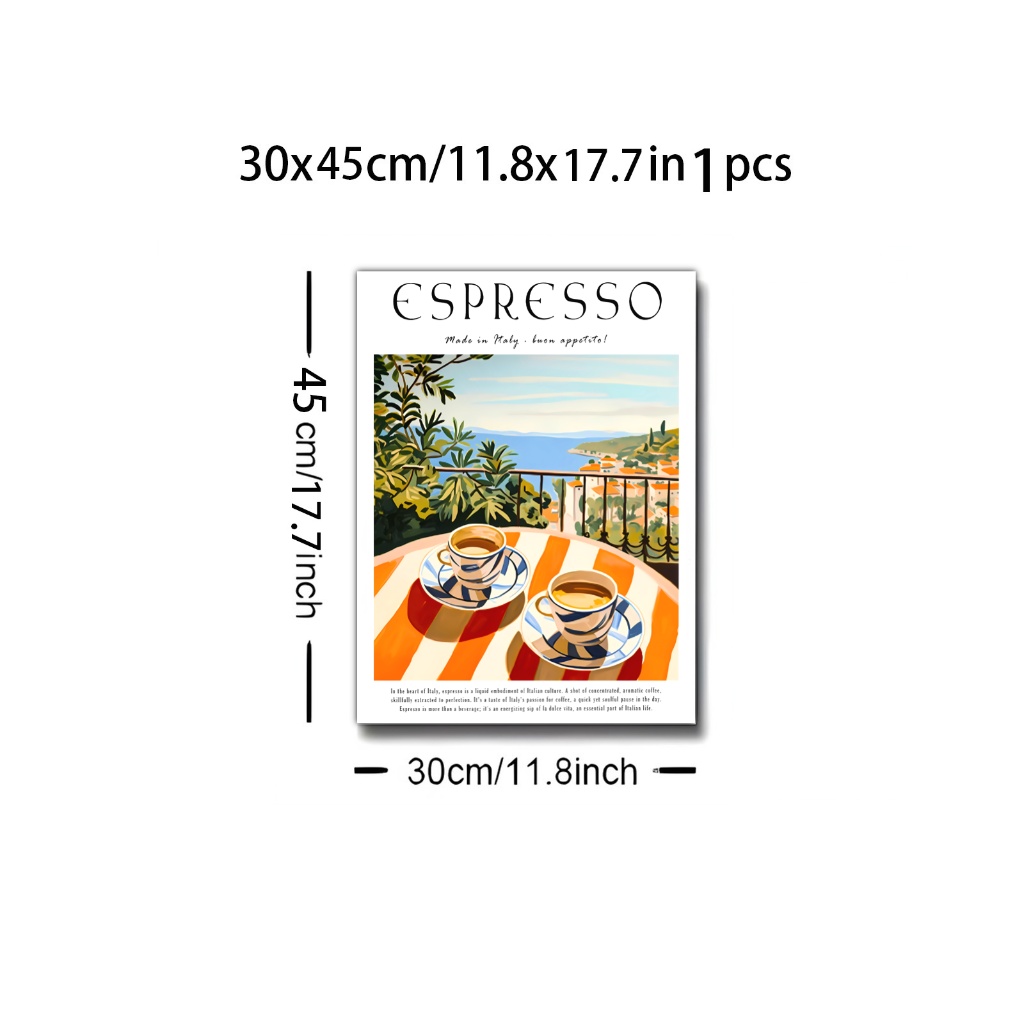 30x45cm/11.8x17.7in 1pcs
ESPRESSO
Made in Italy . buen appetito!
45cm/17.7inch
In the heart of Italy, espresso is a liquid embodiment of Italian culture. A shot of concentrated, aromatic coffee,
skillfully extracted to perfection. It's a taste of Italy's passion for coffee, a quick yet soulful pause in the day.
Espresso is more than a beverage; it's an energizing sip of la dolce vita, an essential part of Italian life.
30cm/11.8inch